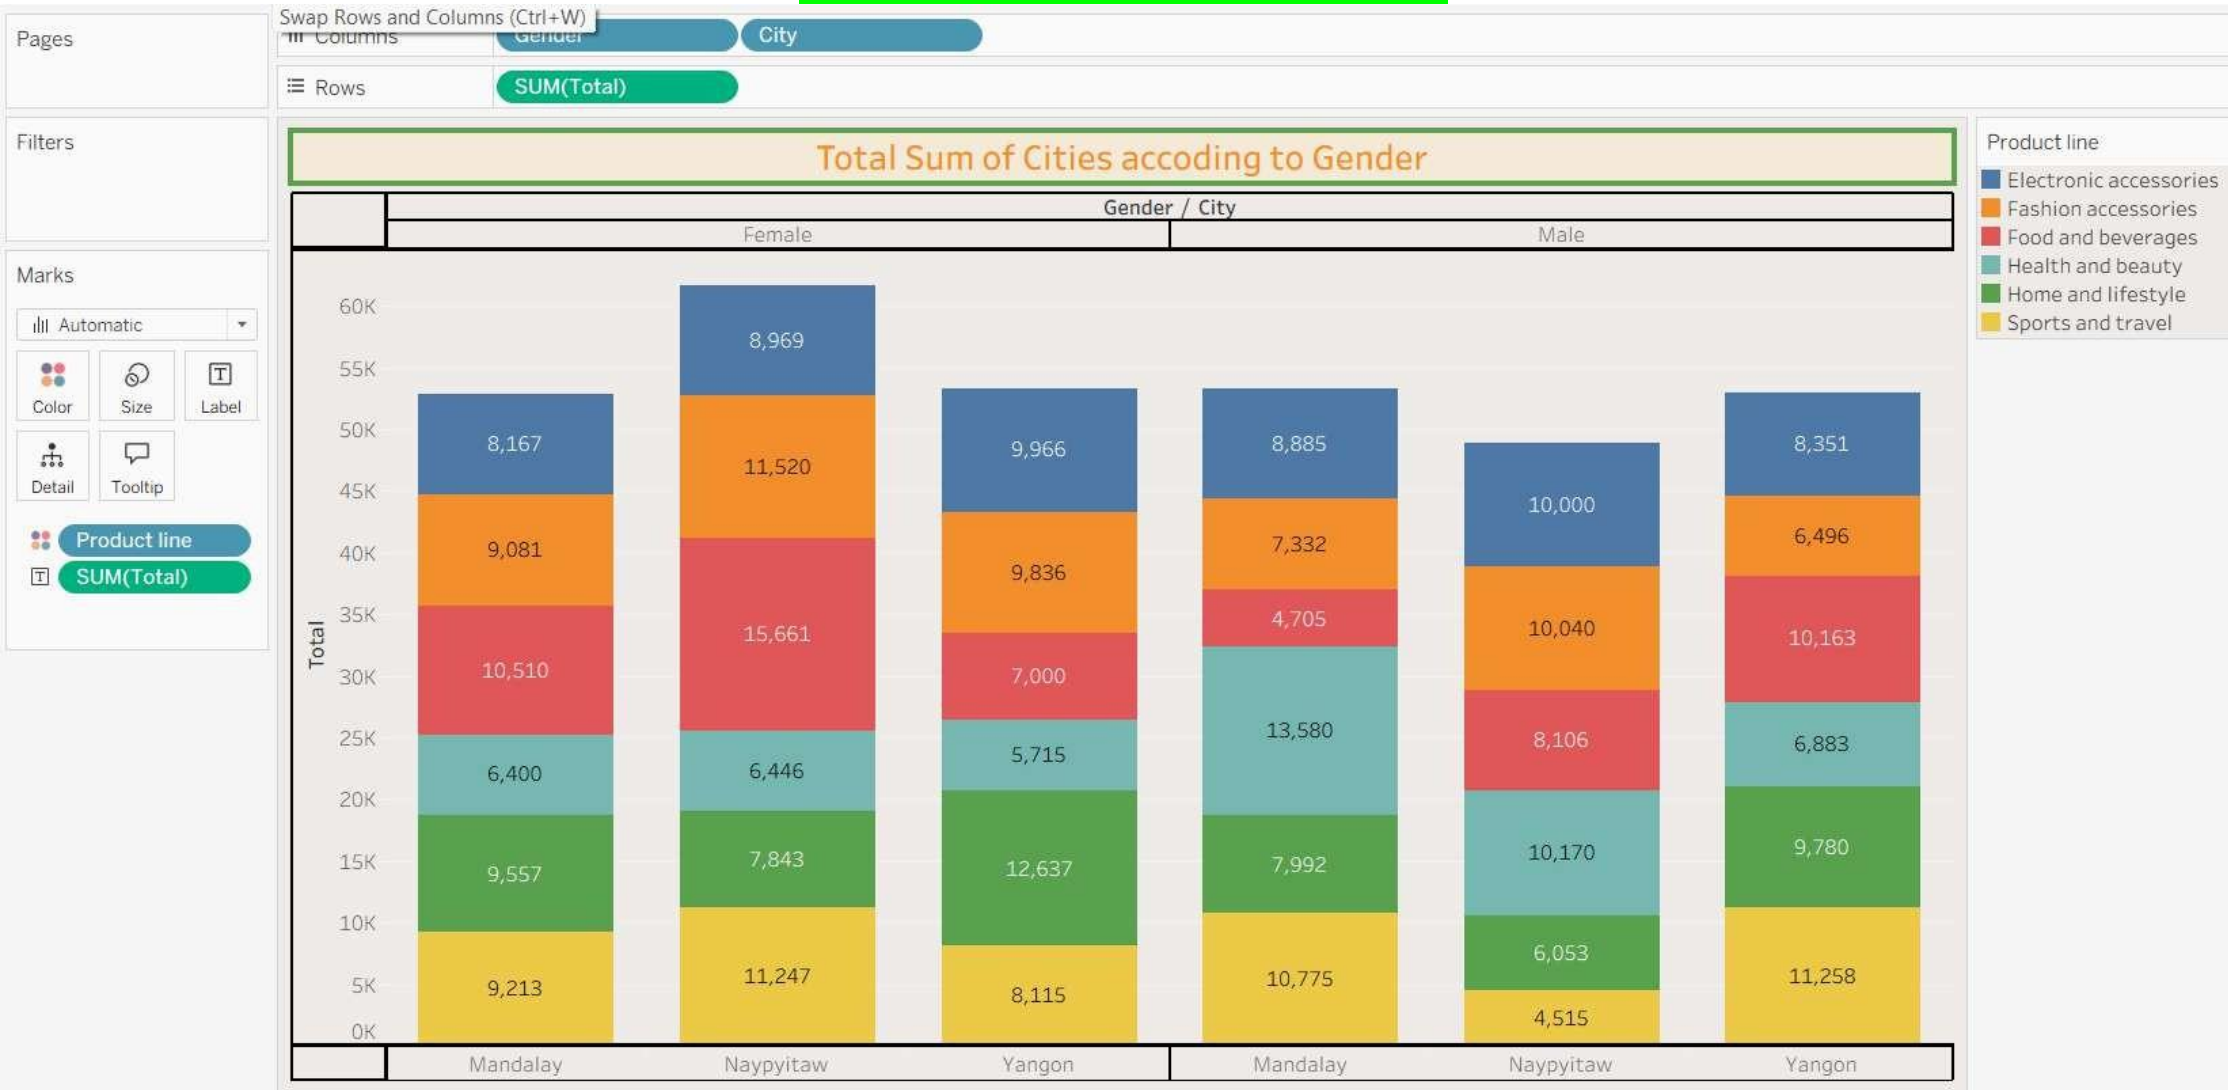 Swap Rows and Columns (Ctrl+W)
Pages
Columns
Gender
City
Rows
SUM(Total)
Filters
Marks
Automatic
Color
Size
Label
Detail
Tooltip
Product line
SUM(Total)
Total Sum of Cities accoding to Gender
Gender / City
Female
Male
Total
60K
55K
50K
45K
40K
35K
30K
25K
20K
15K
10K
5K
0K
8,167
9,081
10,510
6,400
9,557
9,213
8,969
11,520
15,661
6,446
7,843
11,247
9,966
9,836
7,000
5,715
12,637
8,115
8,885
7,332
4,705
13,580
7,992
10,775
10,000
10,040
8,106
10,170
6,053
4,515
8,351
6,496
10,163
6,883
9,780
11,258
Mandalay
Naypyitaw
Yangon
Mandalay
Naypyitaw
Yangon
Product line
Electronic accessories
Fashion accessories
Food and beverages
Health and beauty
Home and lifestyle
Sports and travel